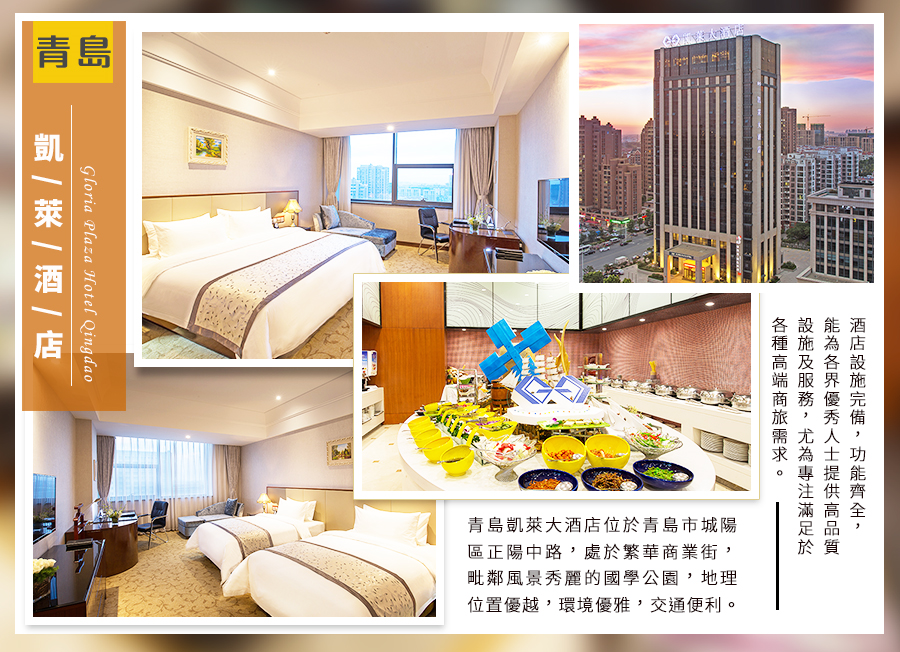 青島
凱/萊/酒/店
Gloria Plaza Hotel Qingdao
酒店設施完備，功能齊全，
能為各界優秀人士提供高品質
設施及服務，尤為專注滿足於
各種高端商旅需求。
青島凱萊大酒店位於青島市城陽
區正陽中路，處於繁華商業街，
毗鄰風景秀麗的國學公園，地理
位置優越，環境優雅，交通便利。